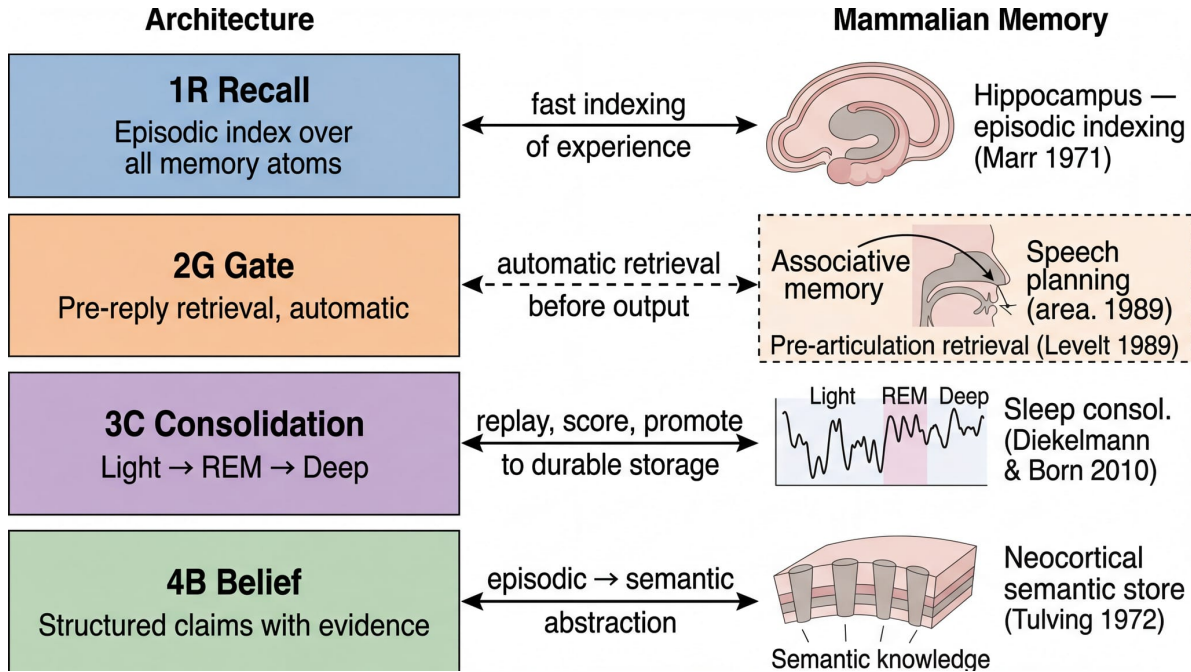 Architecture
Mammalian Memory
1R Recall
Episodic index over
all memory atoms
fast indexing
of experience
Hippocampus —
episodic indexing
(Marr 1971)
2G Gate
Pre-reply retrieval, automatic
automatic retrieval
before output
Associative
memory
Speech
planning
(area. 1989)
Pre-articulation retrieval (Levelt 1989)
3C Consolidation
Light → REM → Deep
replay, score, promote
to durable storage
Light REM Deep
Sleep consol.
(Diekelmann
& Born 2010)
4B Belief
Structured claims with evidence
episodic → semantic
abstraction
Neocortical
semantic store
(Tulving 1972)
Semantic knowledge